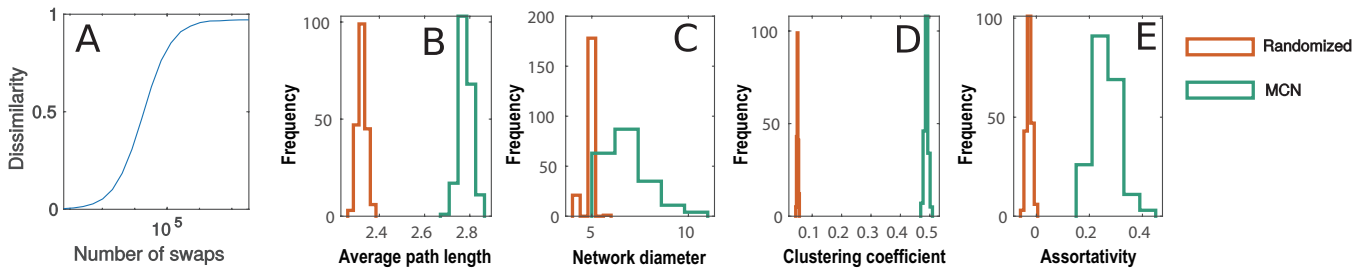 A
Dissimilarity
1
0.5
0
10 5
Number of swaps
B
Frequency
100
50
0
2.4
2.6
2.8
Average path length
C
Frequency
200
150
100
50
0
5
10
Network diameter
D
Frequency
100
50
0
0.1
0.2
0.3
0.4
0.5
Clustering coefficient
E
Frequency
100
50
0
0
0.2
0.4
Assortativity
Randomized
MCN